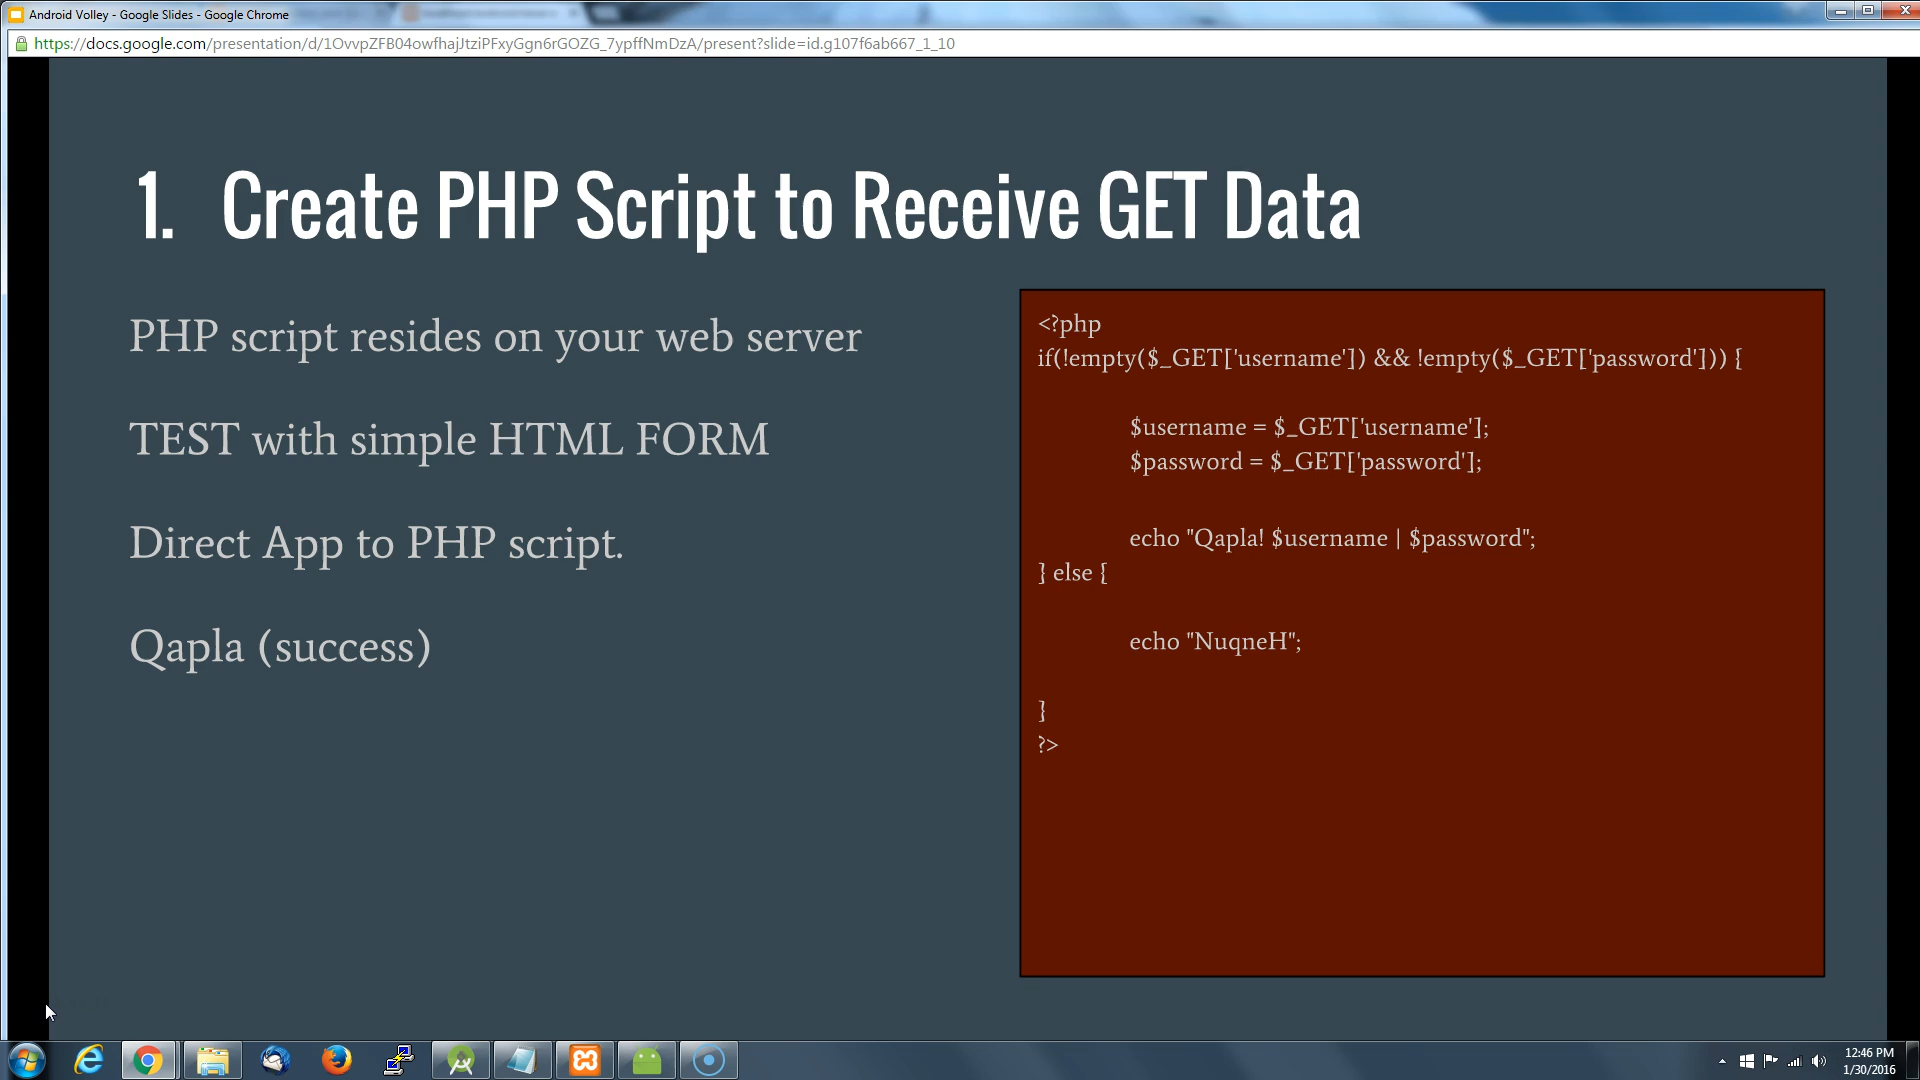 Android Volley - Google Slides - Google Chrome
https://docs.google.com/presentation/d/1OvvpZFB04owfhajJtziPFxyGgn6rGOZG_7ypffNmDzA/present?slide=id.g107f6ab667_1_10
1. Create PHP Script to Receive GET Data
PHP script resides on your web server
TEST with simple HTML FORM
Direct App to PHP script.
Qapla (success)
<?php
if(!empty($_GET['username']) && !empty($_GET['password'])) {
$username = $_GET['username'];
$password = $_GET['password'];
echo "Qapla! $username | $password";
} else {
echo "NuqneH";
}
?>
12:46 PM
1/30/2016